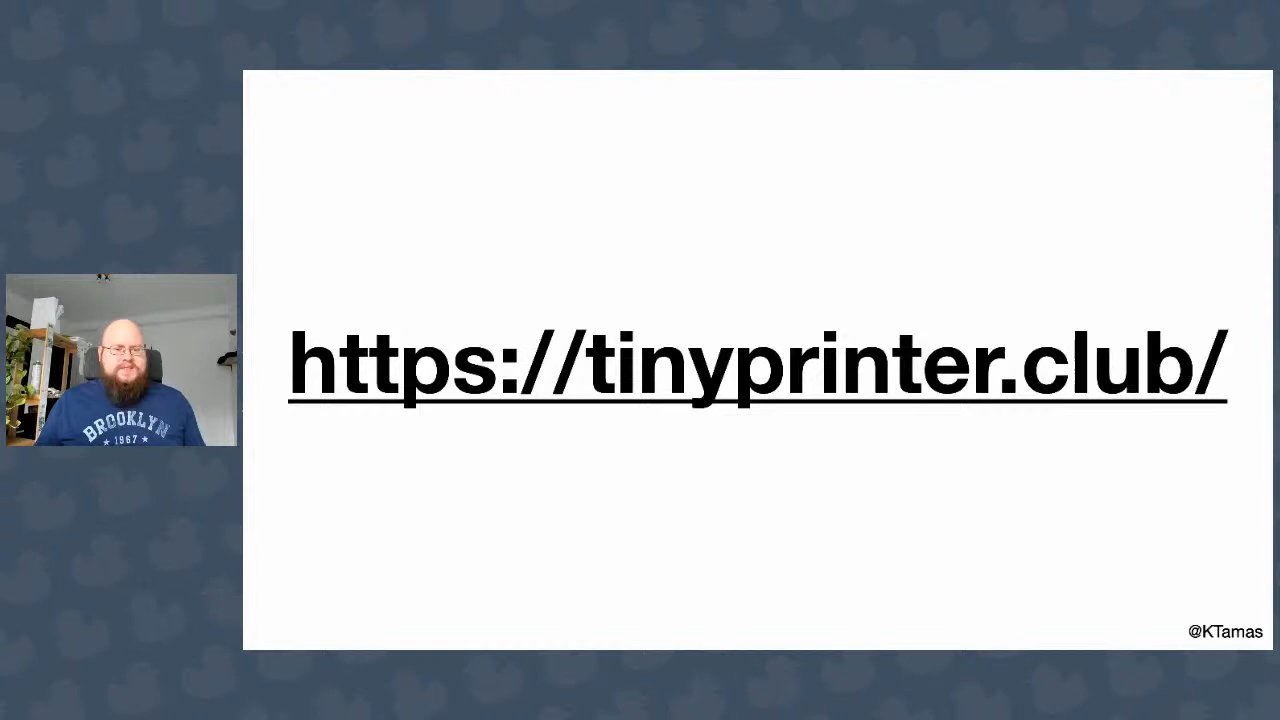 https://tinyprinter.club/
BROOKLYN
★ 1967 ★
@KTamas